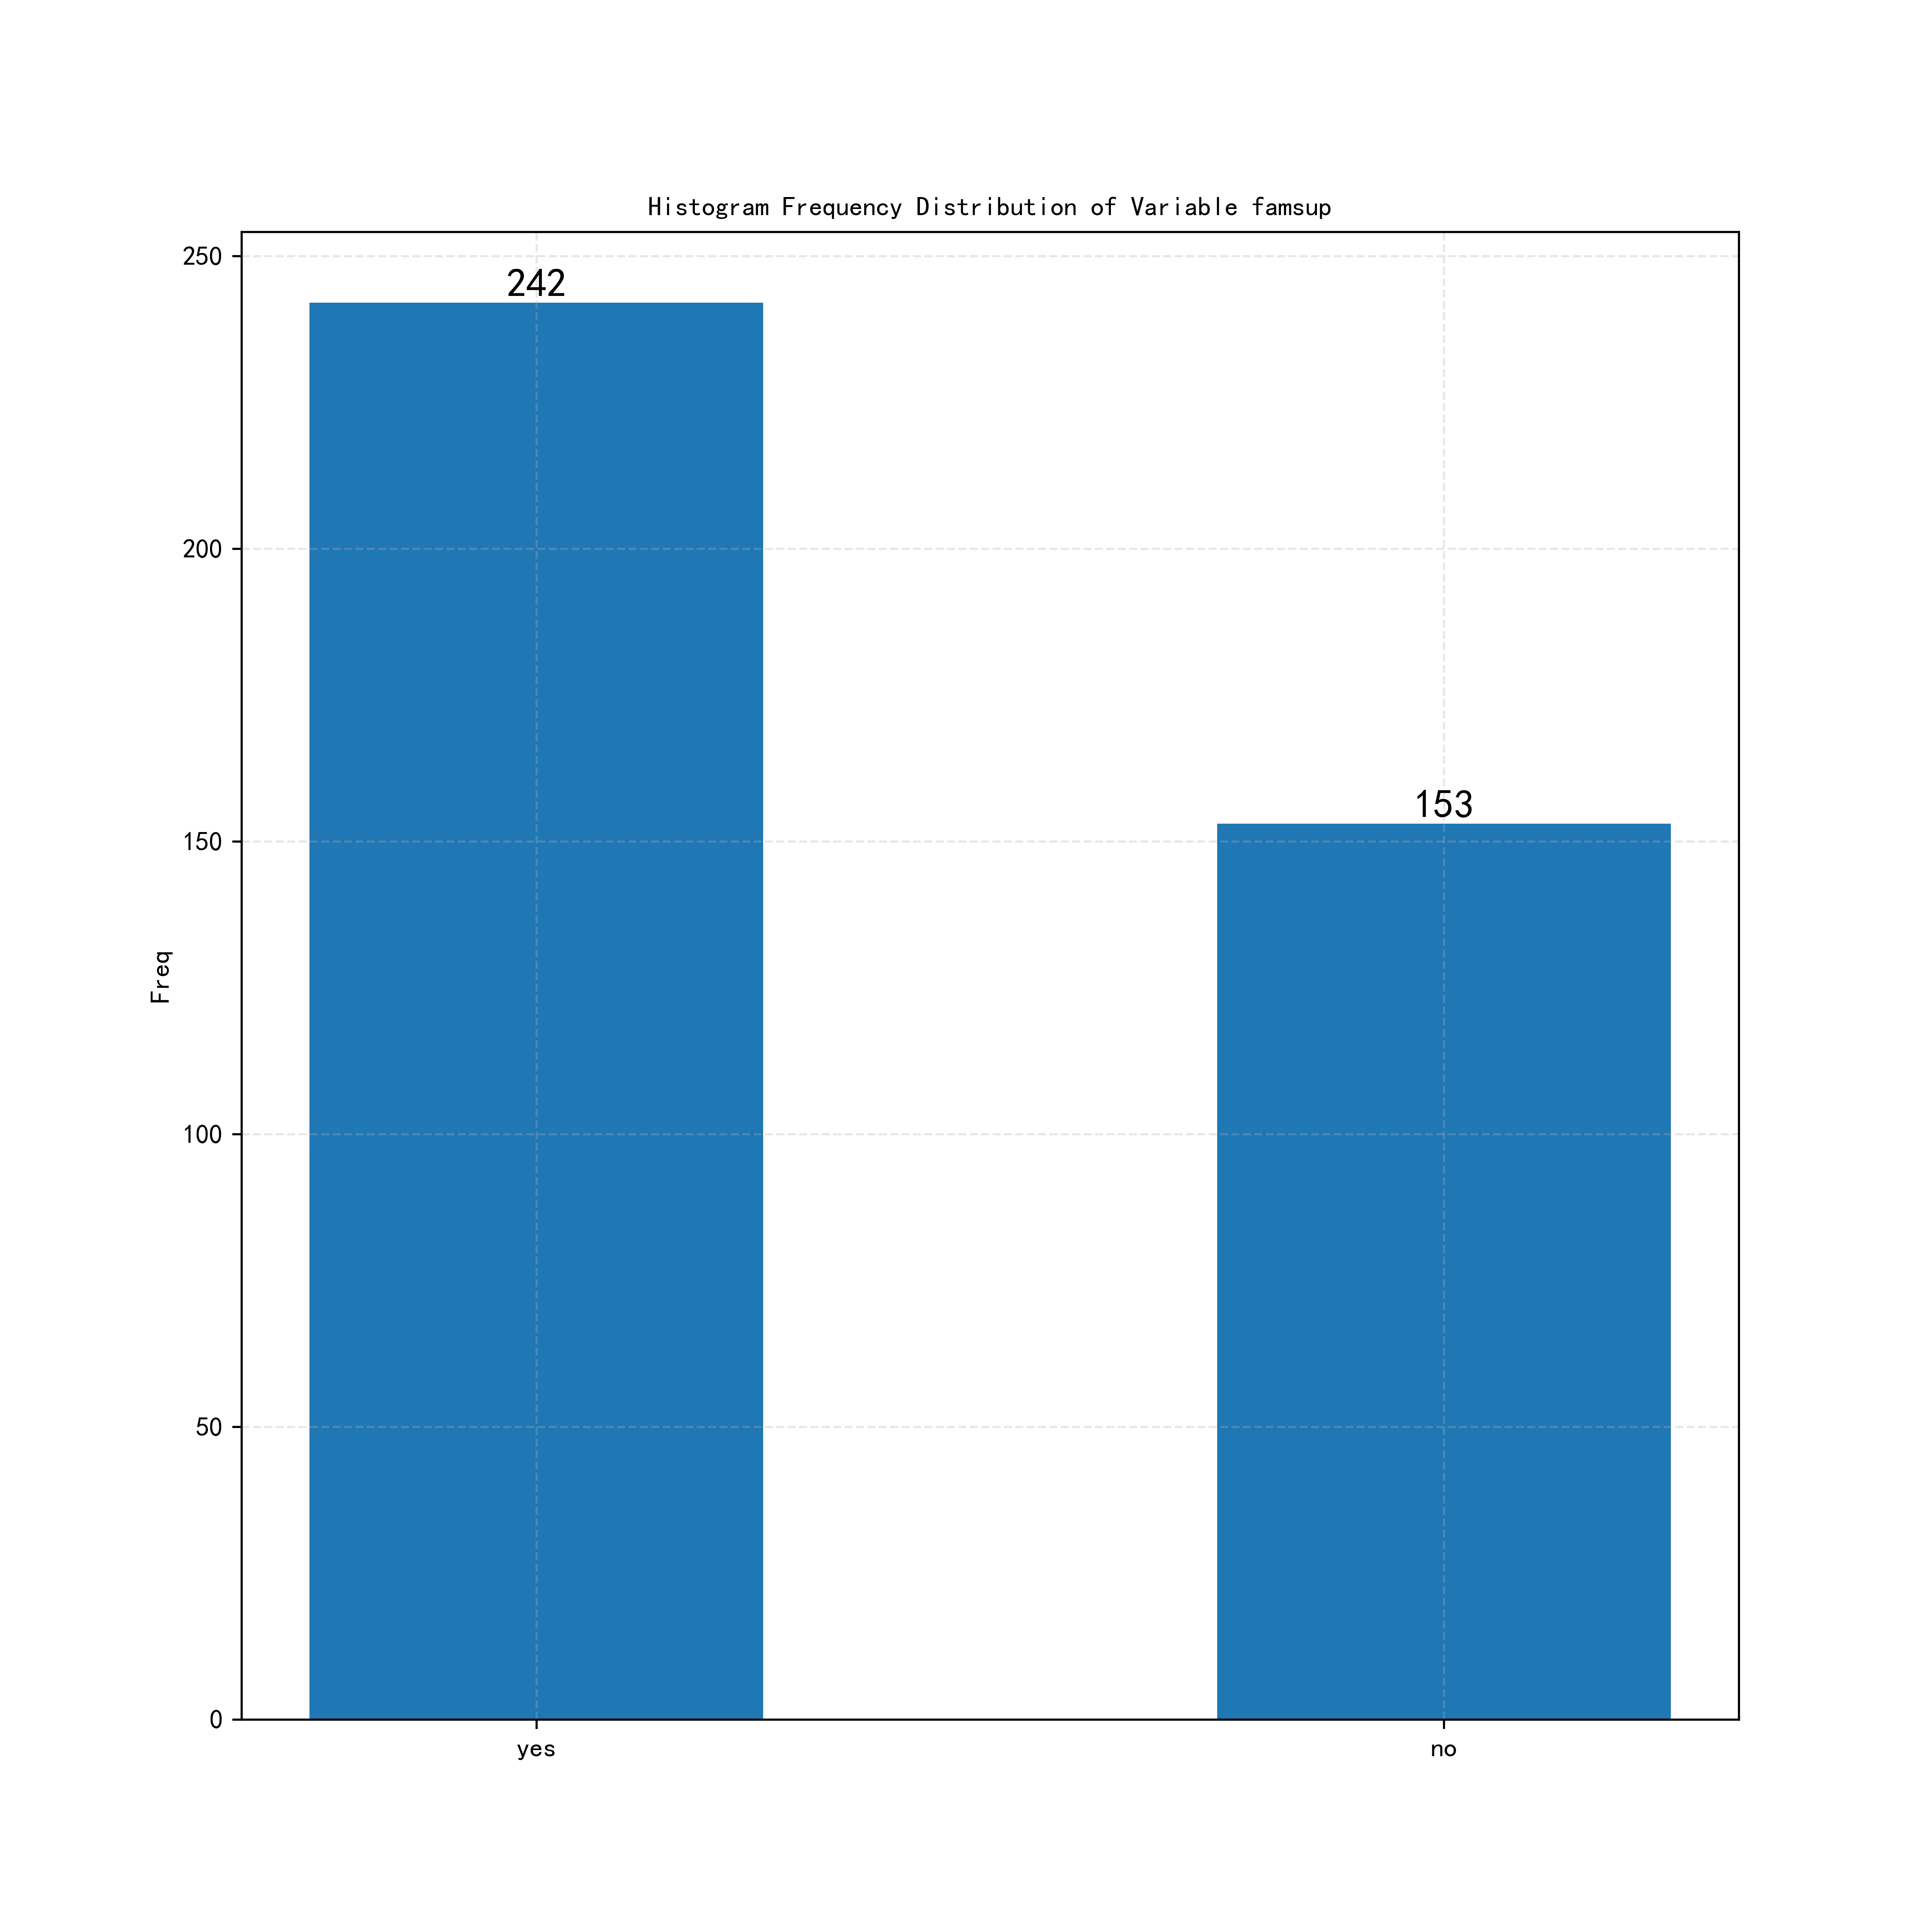 Histogram Frequency Distribution of Variable famsup
250
242
200
153
150
Freq
100
50
0
yes
no